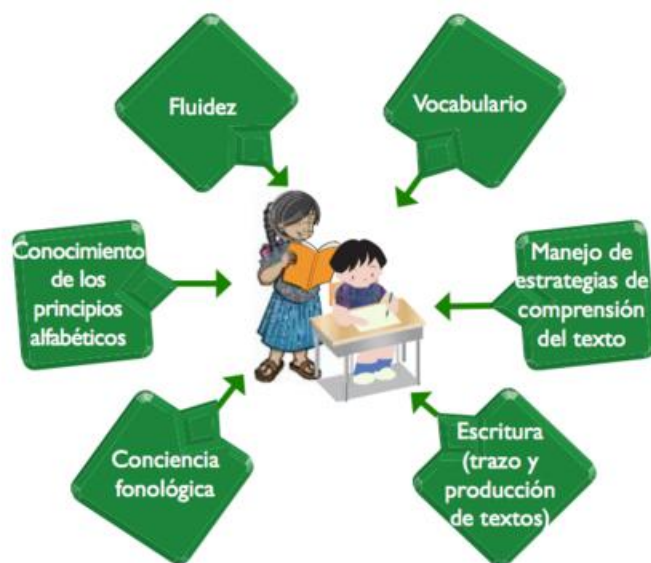 Fluidez
Vocabulario
Conocimiento
de los
principios
alfabéticos
Manejo de
estrategias de
comprensión
del texto
Conciencia
fonológica
Escritura
(trazo y
producción
de textos)